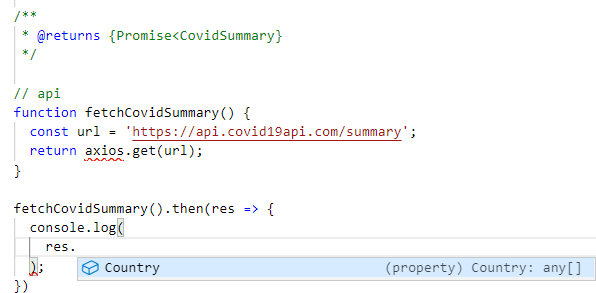 /**
* @returns {Promise<CovidSummary}
*/
// api
function fetchCovidSummary() {
const url = 'https://api.covid19api.com/summary';
return axios.get(url);
}
fetchCovidSummary().then(res => {
console.log(
res.
Country (property) Country: any[]
);
})